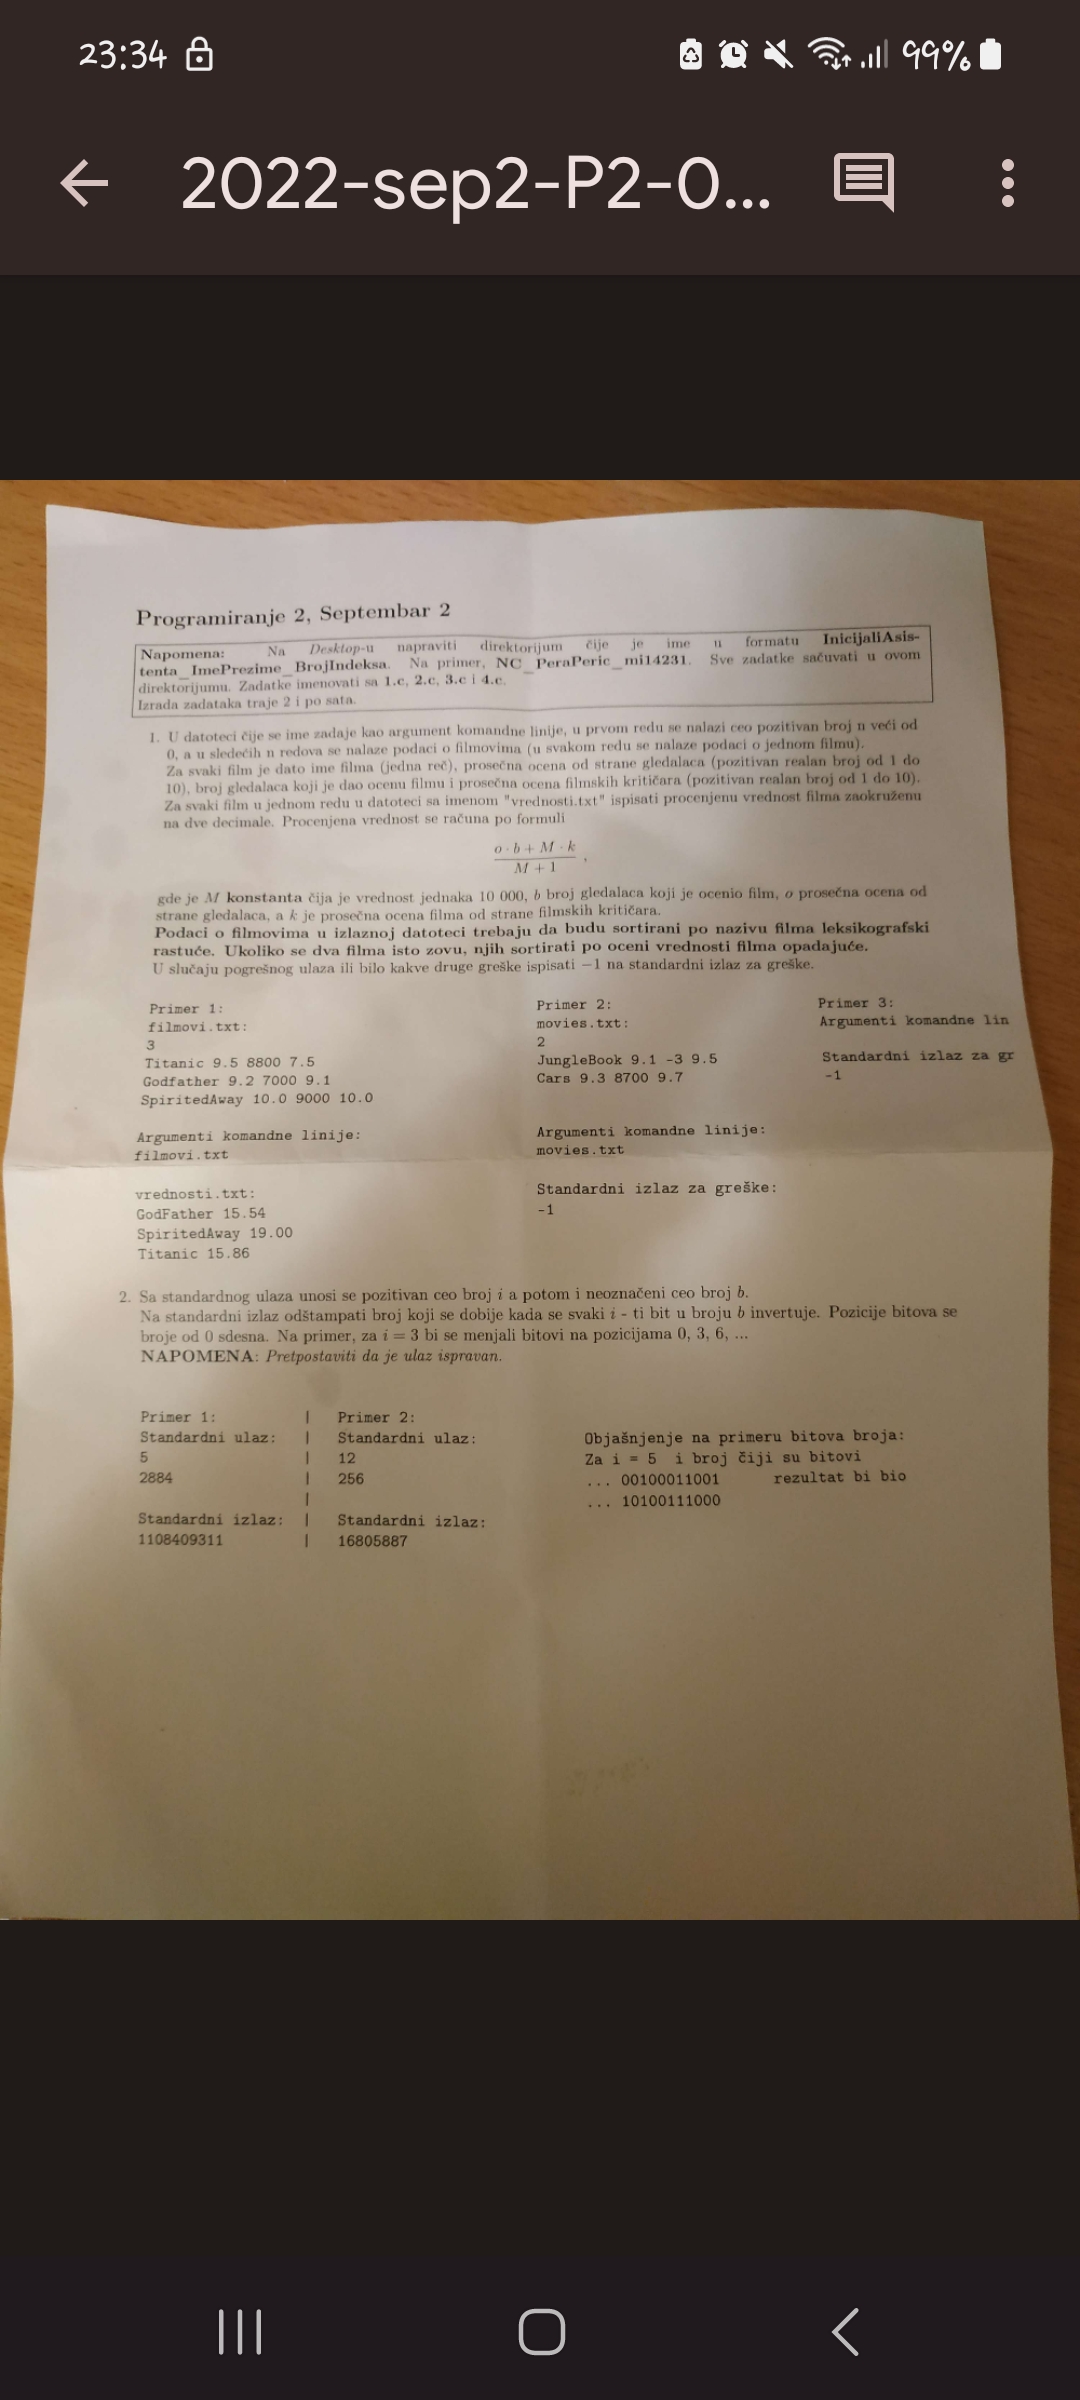 23:34
99%
2022-sep2-P2-0...
Programiranje 2, Septembar 2
Napomena: Na Desktop-u napraviti direktorijum čije je ime u formatu InicijaliAsis-
tenta_ImePrezime_BrojIndeksa. Na primer, NC_PeraPeric_mi14231. Sve zadatke sačuvati u ovom
direktorijumu. Zadatke imenovati sa 1.c, 2.c, 3.c i 4.c.
Izrada zadataka traje 2 i po sata.
1. U datoteci čije se ime zadaje kao argument komandne linije, u prvom redu se nalazi ceo pozitivan broj n veći od
0, a u sledećih n redova se nalaze podaci o filmovima (u svakom redu se nalaze podaci o jednom filmu).
Za svaki film je dato ime filma (jedna reč), prosečna ocena od strane gledalaca (pozitivan realan broj od 1 do
10), broj gledalaca koji je dao ocenu filmu i prosečna ocena filmskih kritičara (pozitivan realan broj od 1 do 10).
Za svaki film u jednom redu u datoteci sa imenom "vrednosti.txt" ispisati procenjenu vrednost filma zaokruženu
na dve decimale. Procenjena vrednost se računa po formuli
o · b + M · k
M + 1 ,
gde je M konstanta čija je vrednost jednaka 10 000, b broj gledalaca koji je ocenio film, o prosečna ocena od
strane gledalaca, a k je prosečna ocena filma od strane filmskih kritičara.
Podaci o filmovima u izlaznoj datoteci trebaju da budu sortirani po nazivu filma leksikografski
rastuće. Ukoliko se dva filma isto zovu, njih sortirati po oceni vrednosti filma opadajuće.
U slučaju pogrešnog ulaza ili bilo kakve druge greške ispisati −1 na standardni izlaz za greške.
Primer 1:
filmovi.txt:
3
Titanic 9.5 8800 7.5
Godfather 9.2 7000 9.1
SpiritedAway 10.0 9000 10.0
Argumenti komandne linije:
filmovi.txt
vrednosti.txt:
GodFather 15.54
SpiritedAway 19.00
Titanic 15.86
Primer 2:
movies.txt:
2
JungleBook 9.1 -3 9.5
Cars 9.3 8700 9.7
Argumenti komandne linije:
movies.txt
Standardni izlaz za greške:
-1
Primer 3:
Argumenti komandne lin
Standardni izlaz za gr
-1
2. Sa standardnog ulaza unosi se pozitivan ceo broj i a potom i neoznačeni ceo broj b.
Na standardni izlaz odštampati broj koji se dobije kada se svaki i - ti bit u broju b invertuje. Pozicije bitova se
broje od 0 sdesna. Na primer, za i = 3 bi se menjali bitovi na pozicijama 0, 3, 6, ...
NAPOMENA: Pretpostaviti da je ulaz ispravan.
Primer 1: | Primer 2:
Standardni ulaz: | Standardni ulaz:
5 | 12
2884 | 256
|
Standardni izlaz: | Standardni izlaz:
1108409311 | 16805887
Objašnjenje na primeru bitova broja:
Za i = 5 i broj čiji su bitovi
... 00100011001 rezultat bi bio
... 10100111000